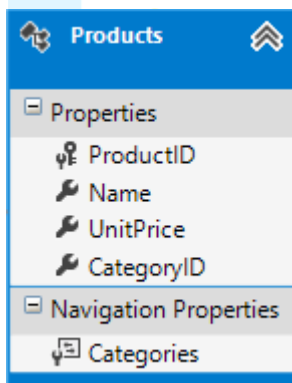 Products
Properties
ProductID
Name
UnitPrice
CategoryID
Navigation Properties
Categories